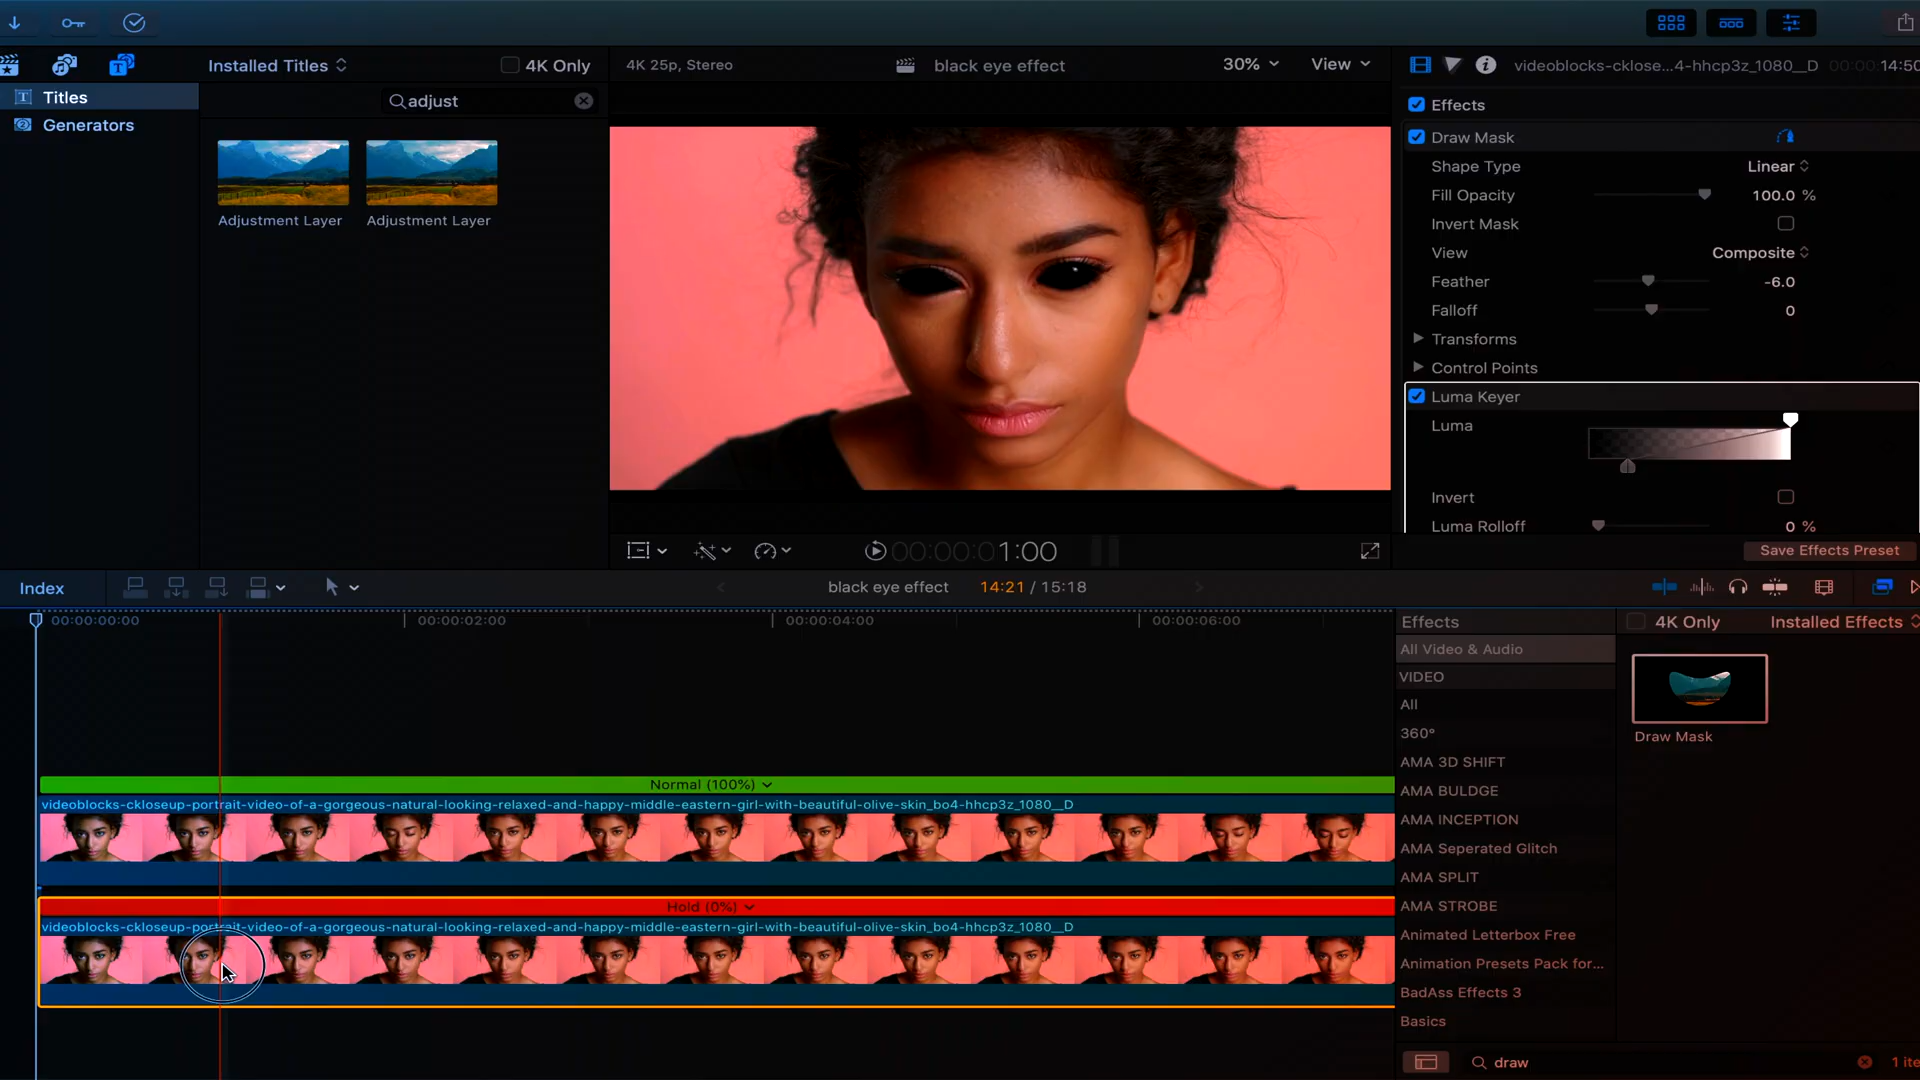 Installed Titles
4K Only
Titles
Generators
adjust
Adjustment Layer
Adjustment Layer
4K 25p, Stereo
black eye effect
30%
View
00:00:01:00
videoblocks-cklose...4-hhcp3z_1080__D
00:00:14:50
Effects
Draw Mask
Shape Type
Linear
Fill Opacity
100.0 %
Invert Mask
View
Composite
Feather
-6.0
Falloff
0
Transforms
Control Points
Luma Keyer
Luma
Invert
Luma Rolloff
0 %
Save Effects Preset
Index
black eye effect
14:21 / 15:18
00:00:00:00
00:00:02:00
00:00:04:00
00:00:06:00
Normal (100%)
videoblocks-ckloseup-portrait-video-of-a-gorgeous-natural-looking-relaxed-and-happy-middle-eastern-girl-with-beautiful-olive-skin_bo4-hhcp3z_1080__D
Hold (0%)
videoblocks-ckloseup-portrait-video-of-a-gorgeous-natural-looking-relaxed-and-happy-middle-eastern-girl-with-beautiful-olive-skin_bo4-hhcp3z_1080__D
Effects
4K Only
Installed Effects
All Video & Audio
VIDEO
All
360°
AMA 3D SHIFT
AMA BULDGE
AMA INCEPTION
AMA Seperated Glitch
AMA SPLIT
AMA STROBE
Animated Letterbox Free
Animation Presets Pack for...
BadAss Effects 3
Basics
Draw Mask
draw
1 ite